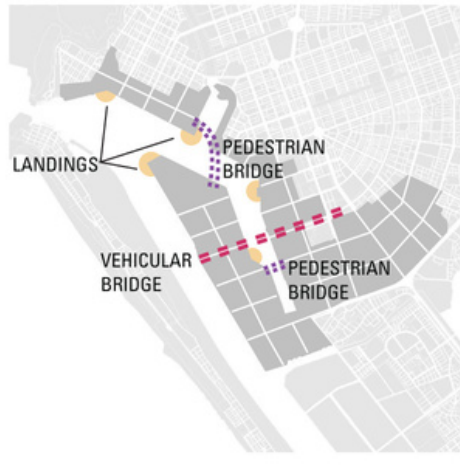 LANDINGS
PEDESTRIAN
BRIDGE
VEHICULAR
BRIDGE
PEDESTRIAN
BRIDGE